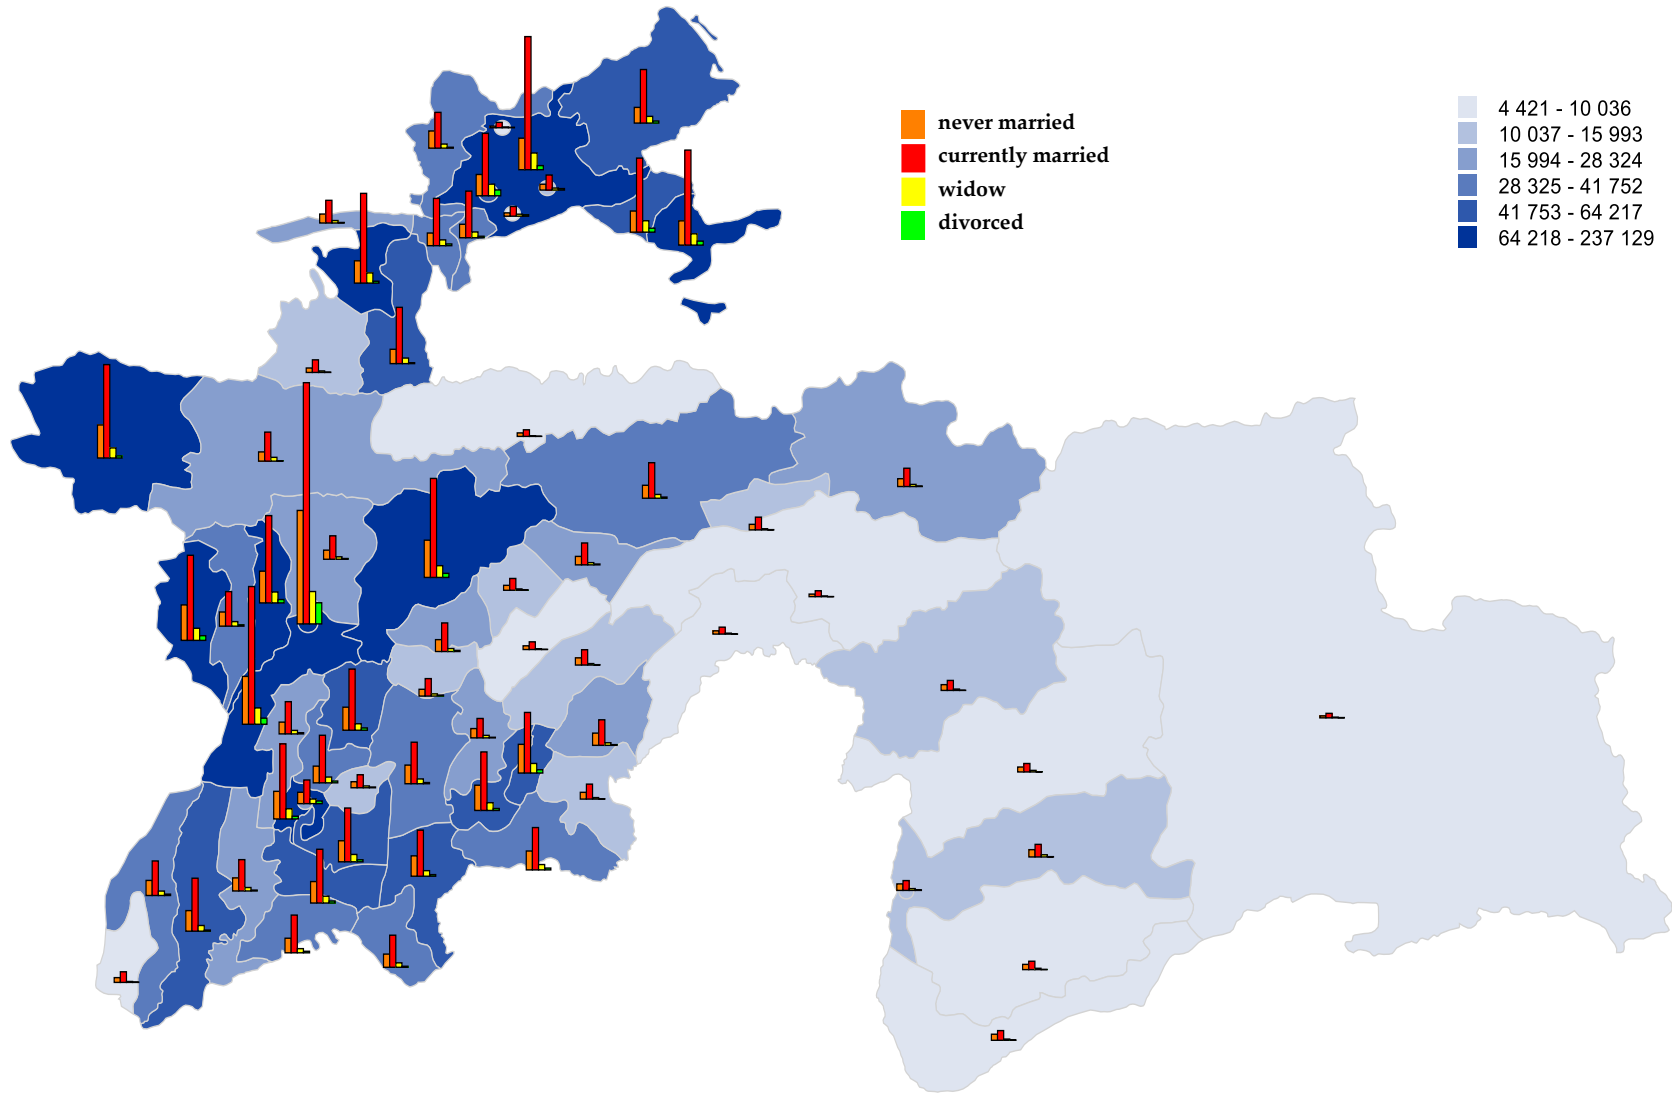 never married
currently married
widow
divorced
4 421 - 10 036
10 037 - 15 993
15 994 - 28 324
28 325 - 41 752
41 753 - 64 217
64 218 - 237 129